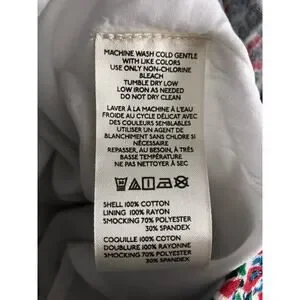 MACHINE WASH COLD GENTLE
WITH LIKE COLORS
USE ONLY NON-CHLORINE
BLEACH
TUMBLE DRY LOW
LOW IRON AS NEEDED
DO NOT DRY CLEAN
LAVER À LA MACHINE À L'EAU
FROIDE AU CYCLE DÉLICAT AVEC
DE COULEURS SEMBLABLES
UTILISER UN AGENT DE
BLANCHIMENT SANS CHLORE SI
NÉCESSAIRE
REPASSER, AU BESOIN, À TRÈS
BASSE TEMPÉRATURE
NE PAS NETTOYER À SEC
SHELL 100% COTTON
LINING 100% RAYON
SMOCKING 70% POLYESTER
30% SPANDEX
COQUILLE 100% COTON
DOUBLURE 100% RAYONNE
SMOCKING 70% POLYESTER
30% SPANDEX